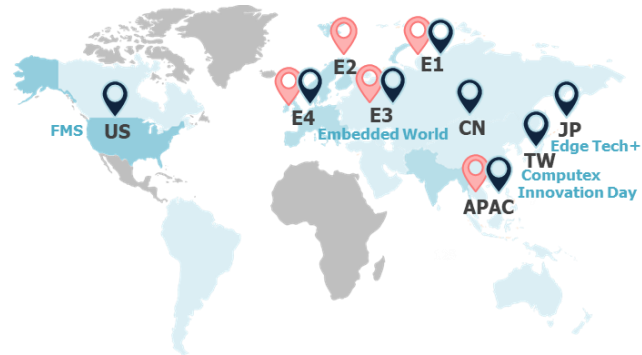 E2
E1
E4
E3
Embedded World
FMS
US
CN
JP
TW
Edge Tech+
Computex
APAC
Innovation Day